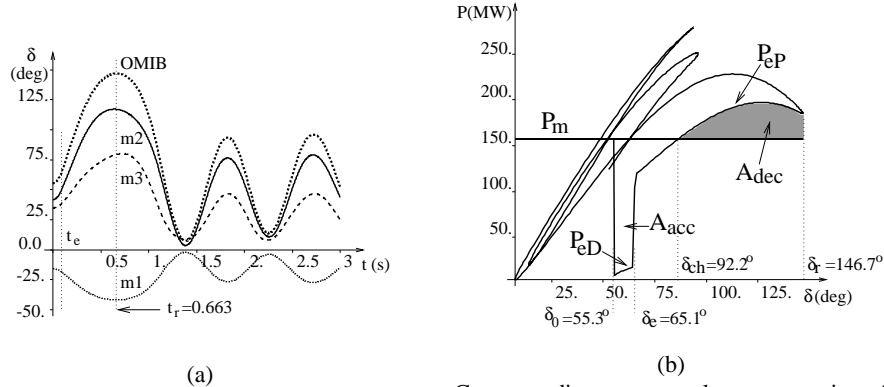 δ
(deg)
OMIB
125.
m2
75.
m3
25.
t_e
0.0
0.5 1 1.5 2 2.5 3
t (s)
−25.
m1
t_r=0.663
−50.
(a)
P(MW)
250.
P_eP
200.
P_m
150.
A_dec
100.
A_acc
50.
P_eD
δ_ch=92.2°
δ_r=146.7°
25. 75. 100. 125. δ(deg)
δ_0=55.3° δ_e=65.1°
(b)